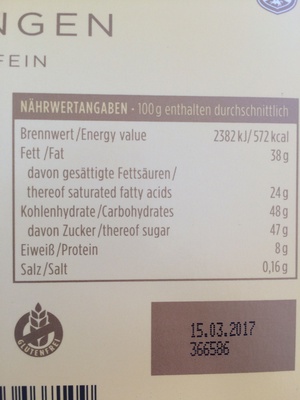 NGEN
FEIN
NÄHRWERTANGABEN - 100 g enthalten durchschnittlich
Brennwert/Energy value 2382 kJ/ 572 kcal
Fett /Fat 38 g
davon gesättigte Fettsäuren/
thereof saturated fatty acids 24 g
Kohlenhydrate/Carbohydrates 48 g
davon Zucker/thereof sugar 47 g
Eiweiß/Protein 8 g
Salz/Salt 0,16 g
GLUTENFREI
15.03.2017
366586